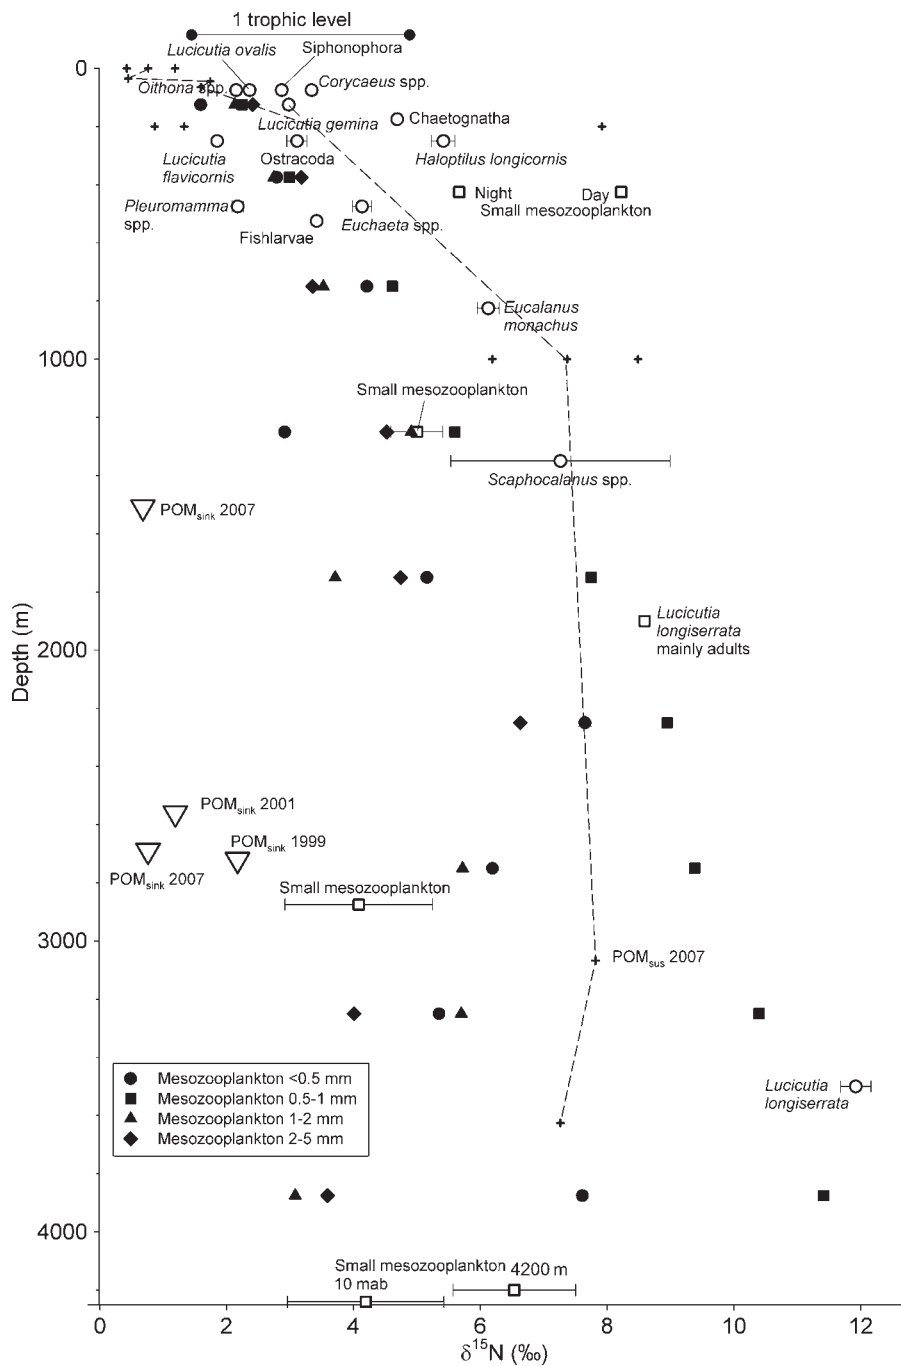 1 trophic level
Lucicutia ovalis
Siphonophora
0
Oithona spp.
Corycaeus spp.
Lucicutia gemina
Chaetognatha
Lucicutia
flavicornis
Ostracoda
Haloptilus longicornis
Night
Day
Small mesozooplankton
Pleuromamma
spp.
Fishlarvae
Euchaeta spp.
Eucalanus
monachus
1000
Small mesozooplankton
Scaphocalanus spp.
POMsink 2007
Depth (m)
Lucicutia
longiserrata
mainly adults
2000
POMsink 2001
POMsink 1999
POMsink 2007
Small mesozooplankton
3000
POMsus 2007
Mesozooplankton <0.5 mm
Mesozooplankton 0.5-1 mm
Mesozooplankton 1-2 mm
Mesozooplankton 2-5 mm
Lucicutia
longiserrata
4000
Small mesozooplankton
10 mab
4200 m
0 2 4 6 8 10 12
δ15N (‰)